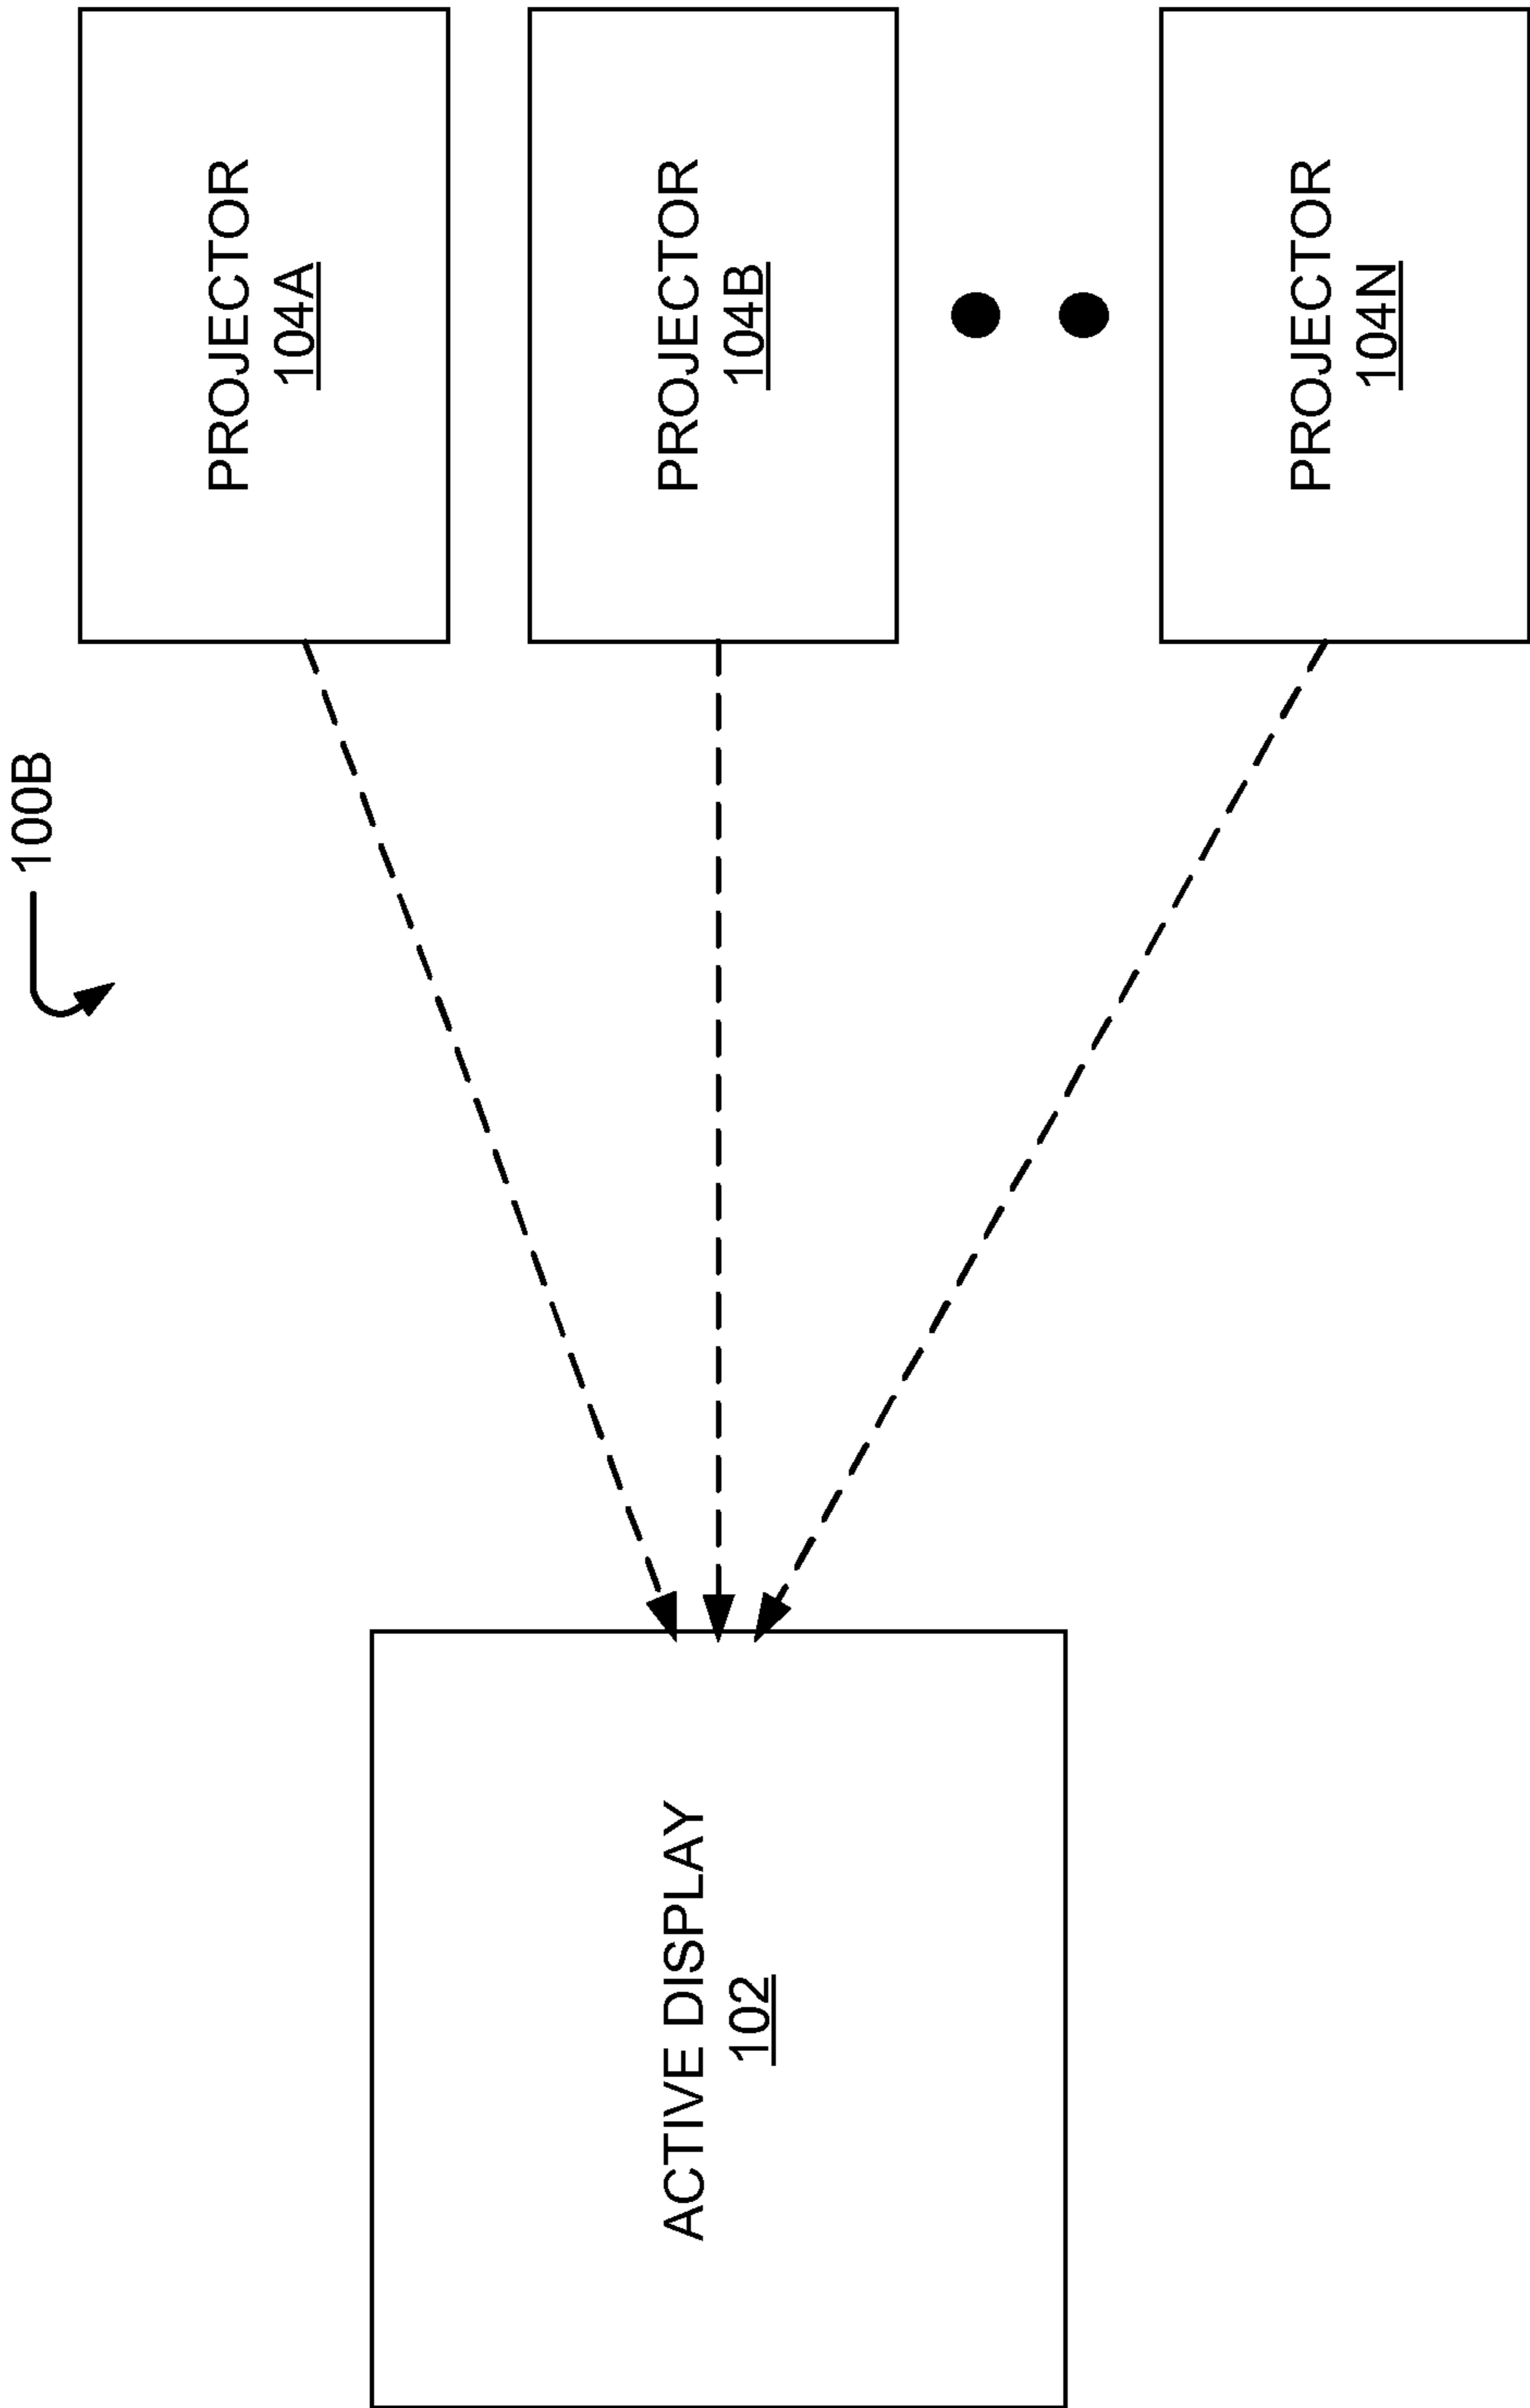 100B
PROJECTOR
104A
PROJECTOR
104B
PROJECTOR
104N
ACTIVE DISPLAY
102